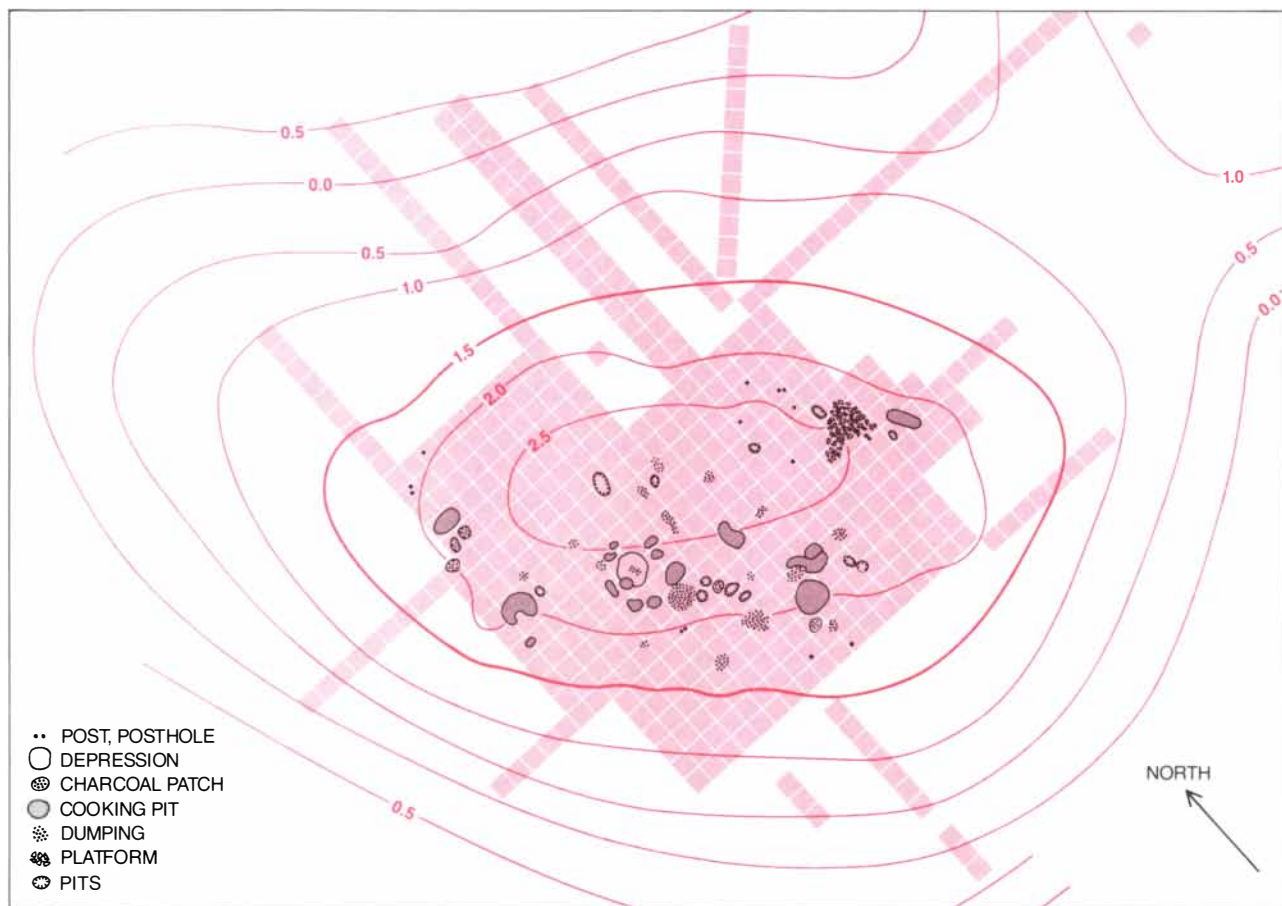 0.5
0.0
1.0
0.5
0.5
1.0
0.0
1.5
2.0
2.5
•• POST, POSTHOLE
DEPRESSION
CHARCOAL PATCH
COOKING PIT
DUMPING
PLATFORM
PITS
0.5
NORTH